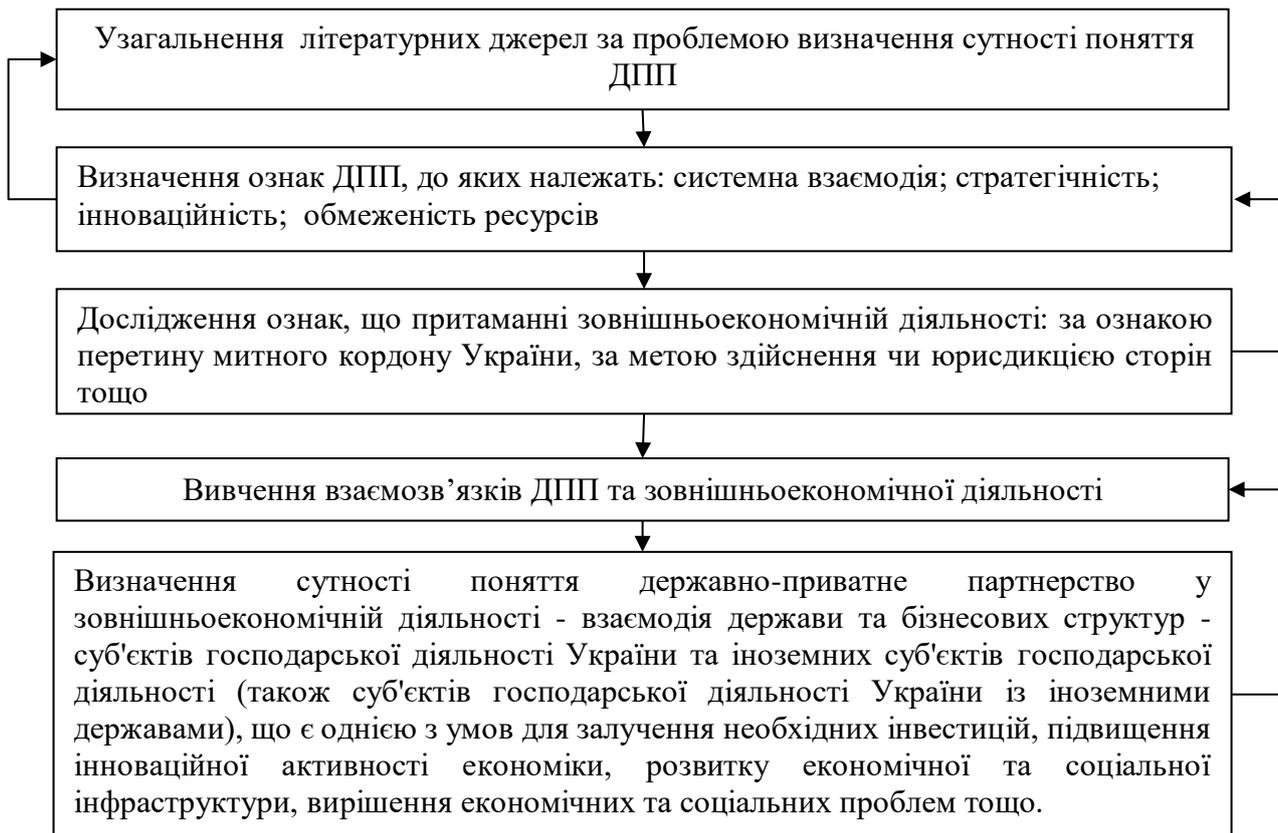 Узагальнення літературних джерел за проблемою визначення сутності поняття
ДПП
Визначення ознак ДПП, до яких належать: системна взаємодія; стратегічність;
інноваційність; обмеженість ресурсів
Дослідження ознак, що притаманні зовнішньоекономічній діяльності: за ознакою
перетину митного кордону України, за метою здійснення чи юрисдикцією сторін
тощо
Вивчення взаємозв’язків ДПП та зовнішньоекономічної діяльності
Визначення сутності поняття державно-приватне партнерство у
зовнішньоекономічній діяльності - взаємодія держави та бізнесових структур -
суб'єктів господарської діяльності України та іноземних суб'єктів господарської
діяльності (також суб'єктів господарської діяльності України із іноземними
державами), що є однією з умов для залучення необхідних інвестицій, підвищення
інноваційної активності економіки, розвитку економічної та соціальної
інфраструктури, вирішення економічних та соціальних проблем тощо.